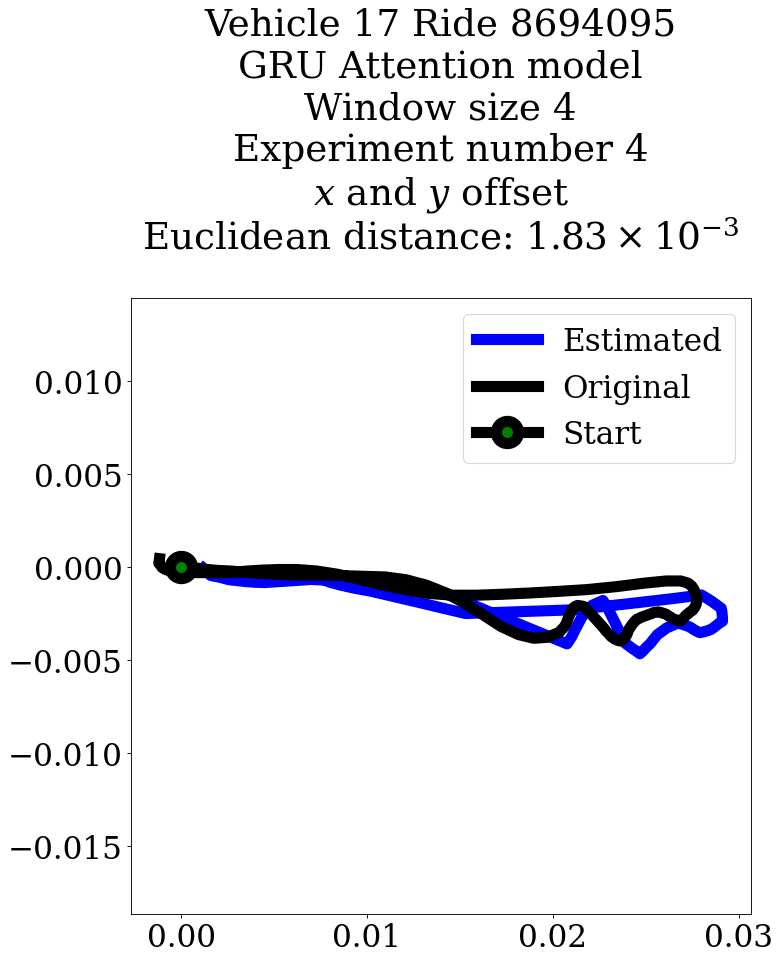 Vehicle 17 Ride 8694095
GRU Attention model
Window size 4
Experiment number 4
x and y offset
Euclidean distance: 1.83 × 10⁻³
Estimated
Original
Start
0.010
0.005
0.000
−0.005
−0.010
−0.015
0.00 0.01 0.02 0.03